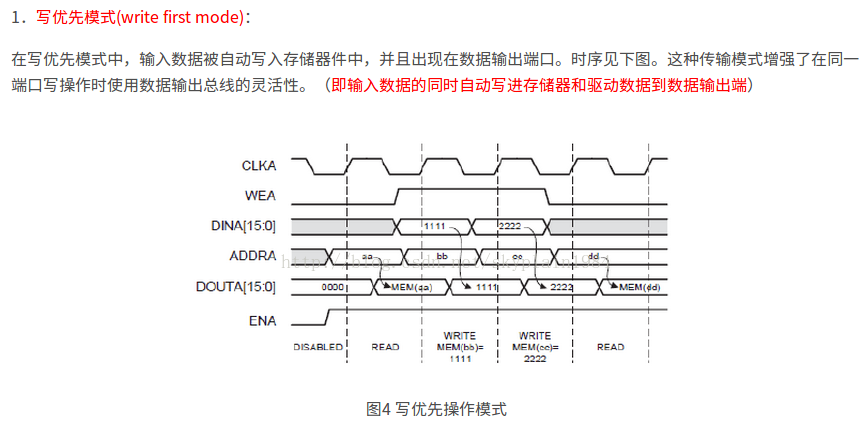 1. 写优先模式(write first mode)：
在写优先模式中，输入数据被自动写入存储器件中，并且出现在数据输出端口。时序见下图。这种传输模式增强了在同一
端口写操作时使用数据输出总线的灵活性。（即输入数据的同时自动写进存储器和驱动数据到数据输出端）
CLKA
WEA
DINA[15:0] 1111 2222
ADDRA aa bb cc dd
DOUTA[15:0] 0000 MEM(aa) 1111 2222 MEM(dd)
ENA
DISABLED READ WRITE MEM(bb)= 1111 WRITE MEM(cc)= 2222 READ
图4 写优先操作模式